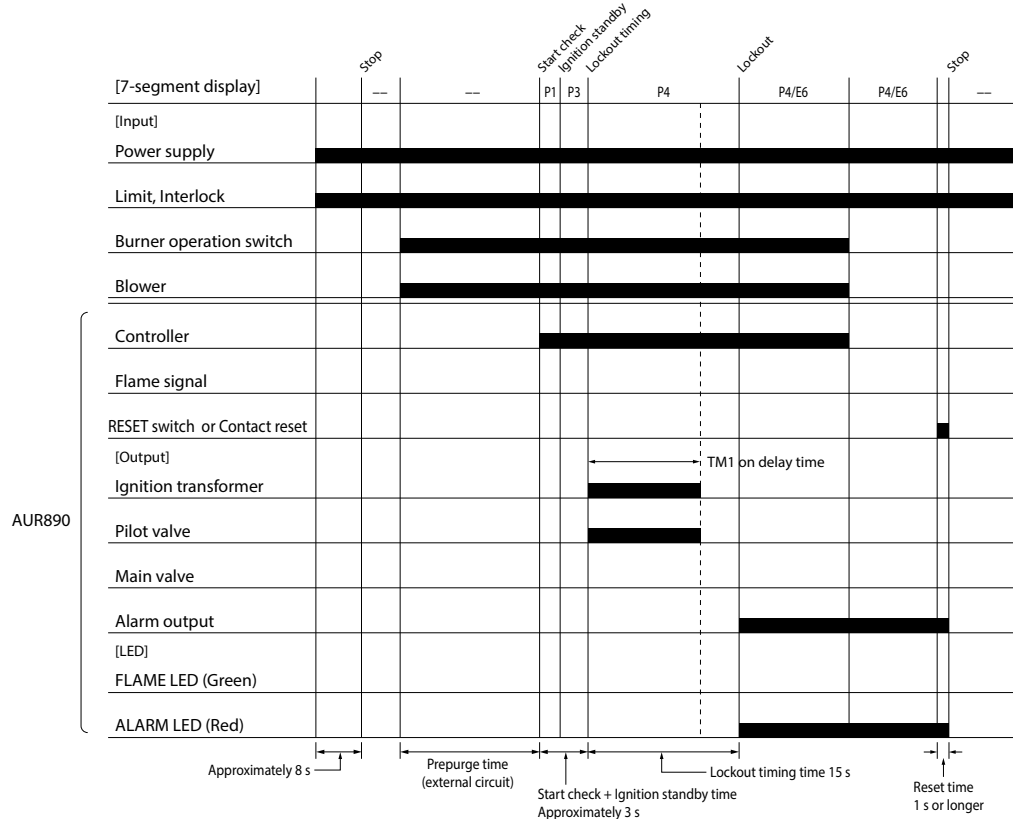 Stop
Start check
Ignition standby
Lockout timing
Lockout
Stop
[7-segment display] –– –– P1 P3 P4 P4/E6 P4/E6 ––
[Input]
Power supply
Limit, Interlock
Burner operation switch
Blower
Controller
Flame signal
RESET switch or Contact reset
[Output]
TM1 on delay time
Ignition transformer
AUR890
Pilot valve
Main valve
Alarm output
[LED]
FLAME LED (Green)
ALARM LED (Red)
Approximately 8 s
Prepurge time
(external circuit)
Start check + Ignition standby time
Approximately 3 s
Lockout timing time 15 s
Reset time
1 s or longer